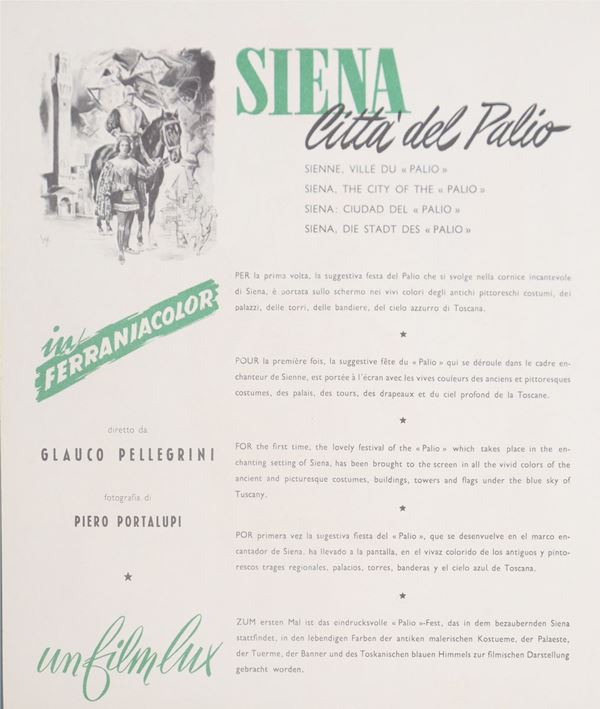 SIENA
Città del Palio
SIENNE, VILLE DU « PALIO »
SIENA, THE CITY OF THE « PALIO »
SIENA: CIUDAD DEL « PALIO »
SIENA, DIE STADT DES « PALIO »
in
FERRANIACOLOR
diretto da
GLAUCO PELLEGRINI
fotografia di
PIERO PORTALUPI
un film lux
PER la prima volta, la suggestiva festa del Palio che si svolge nella cornice incantevole
di Siena, è portata sullo schermo nei vivi colori degli antichi pittoreschi costumi, dei
palazzi, delle torri, delle bandiere, del cielo azzurro di Toscana.
POUR la première fois, la suggestive fête du « Palio » qui se déroule dans le cadre en-
chanteur de Sienne, est portée à l'écran avec les vives couleurs des anciens et pittoresques
costumes, des palais, des tours, des drapeaux et du ciel profond de la Toscane.
FOR the first time, the lovely festival of the « Palio » which takes place in the en-
chanting setting of Siena, has been brought to the screen in all the vivid colors of the
ancient and picturesque costumes, buildings, towers and flags under the blue sky of
Tuscany.
POR primera vez la sugestiva fiesta del « Palio », que se desenvuelve en el marco en-
cantador de Siena, ha llevado a la pantalla, en el vivaz colorido de los antiguos y pinto-
rescos trages regionales, palacios, torres, banderas y el cielo azul de Toscana.
ZUM ersten Mal ist das eindrucksvolle « Palio »-Fest, das in dem bezaubernden Siena
stattfindet, in den lebendigen Farben der antiken malerischen Kostueme, der Palaeste,
der Tuerme, der Banner und des Toskanischen blauen Himmels zur filmischen Darstellung
gebracht worden.